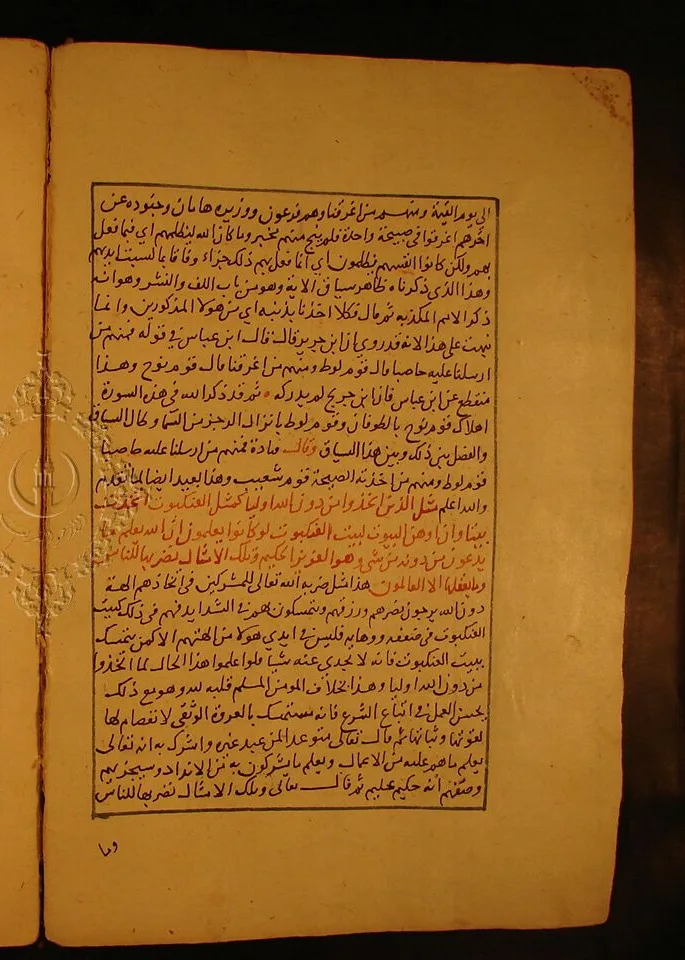 الى يوم القيمة ومنهم من اغرقنا وهم فرعون ووزيره هامان وجنوده عن
اخرهم اغرقوا في صبيحة واحدة فلم ينج منهم مخبر وما كان الله ليظلمهم اي فيما فعل
بهم ولكن كانوا انفسهم يظلمون اي انما فعل بهم ذلك جزاء وفاقا بما كسبت ايديهم
وهذا الذي ذكرناه ظاهر سياق الاية وهو من باب اللف والنشر وهو انه
ذكر الامم المكذبة ثم قال فكلا اخذنا بذنبه اي من هولا المذكورين وانما
نبهت على هذا لانه قد روي ان ابن جريج قال قال ابن عباس في قوله فمنهم من
ارسلنا عليه حاصبا قال قوم لوط ومنهم من اغرقنا قال قوم نوح وهذا
منقطع عن ابن عباس فان ابن جريج لم يدركه ثم قد ذكر الله في هذه السورة
اهلاك قوم نوح بالطوفان وقوم لوط بانزال الرجز من السما وطال السياق
والفصل بين ذلك وبين هذا السياق وقال قتادة فمنهم من ارسلنا عليه حاصبا
قوم لوط ومنهم من اخذته الصيحة قوم شعيب وهذا بعيد ايضا لما تقدم
والله اعلم مثل الذين اتخذوا من دون الله اوليا كمثل العنكبوت اتخذت
بيتا وان اوهن البيوت لبيت العنكبوت لو كانوا يعلمون ان الله يعلم ما
يدعون من دونه من شي وهو العزيز الحكيم وتلك الامثال نضربها للناس
وما يعقلها الا العالمون هذا مثل ضربه الله تعالى للمشركين في اتخاذهم الهة
دون الله يرجون نصرهم ورزقهم ويتمسكون بهم في الشدايد فهم في ذلك كبيت
العنكبوت في ضعفه ووهايه فليس في ايدي هولا من الهتهم الا كمن يتمسك
ببيت العنكبوت فانه لا يجدي عنه شيا فلو علموا هذا الحال لما اتخذوا
من دون الله اوليا وهذا بخلاف المومن المسلم قلبه لله وهو مع ذلك
يحسن العمل في اتباع الشرع فانه مستمسك بالعروة الوثقى لا انفصام لها
لقوتها وثباتها ثم قال تعالى متوعدا لمن عبد غيره واشرك به انه تعالى
يعلم ما هم عليه من الاعمال ويعلم ما يشركون به من الانداد وسيجزيهم
وصفهم انه حكيم عليم ثم قال تعالى وتلك الامثال نضربها للناس
وما